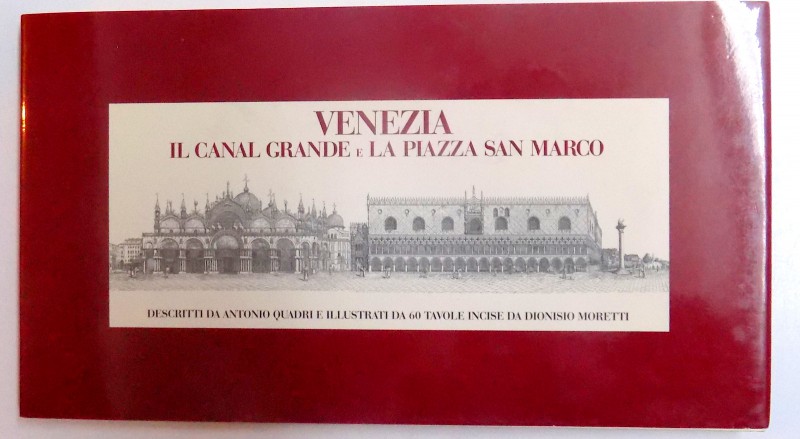 VENEZIA
IL CANAL GRANDE E LA PIAZZA SAN MARCO
DESCRITTI DA ANTONIO QUADRI E ILLUSTRATI DA 60 TAVOLE INCISE DA DIONISIO MORETTI